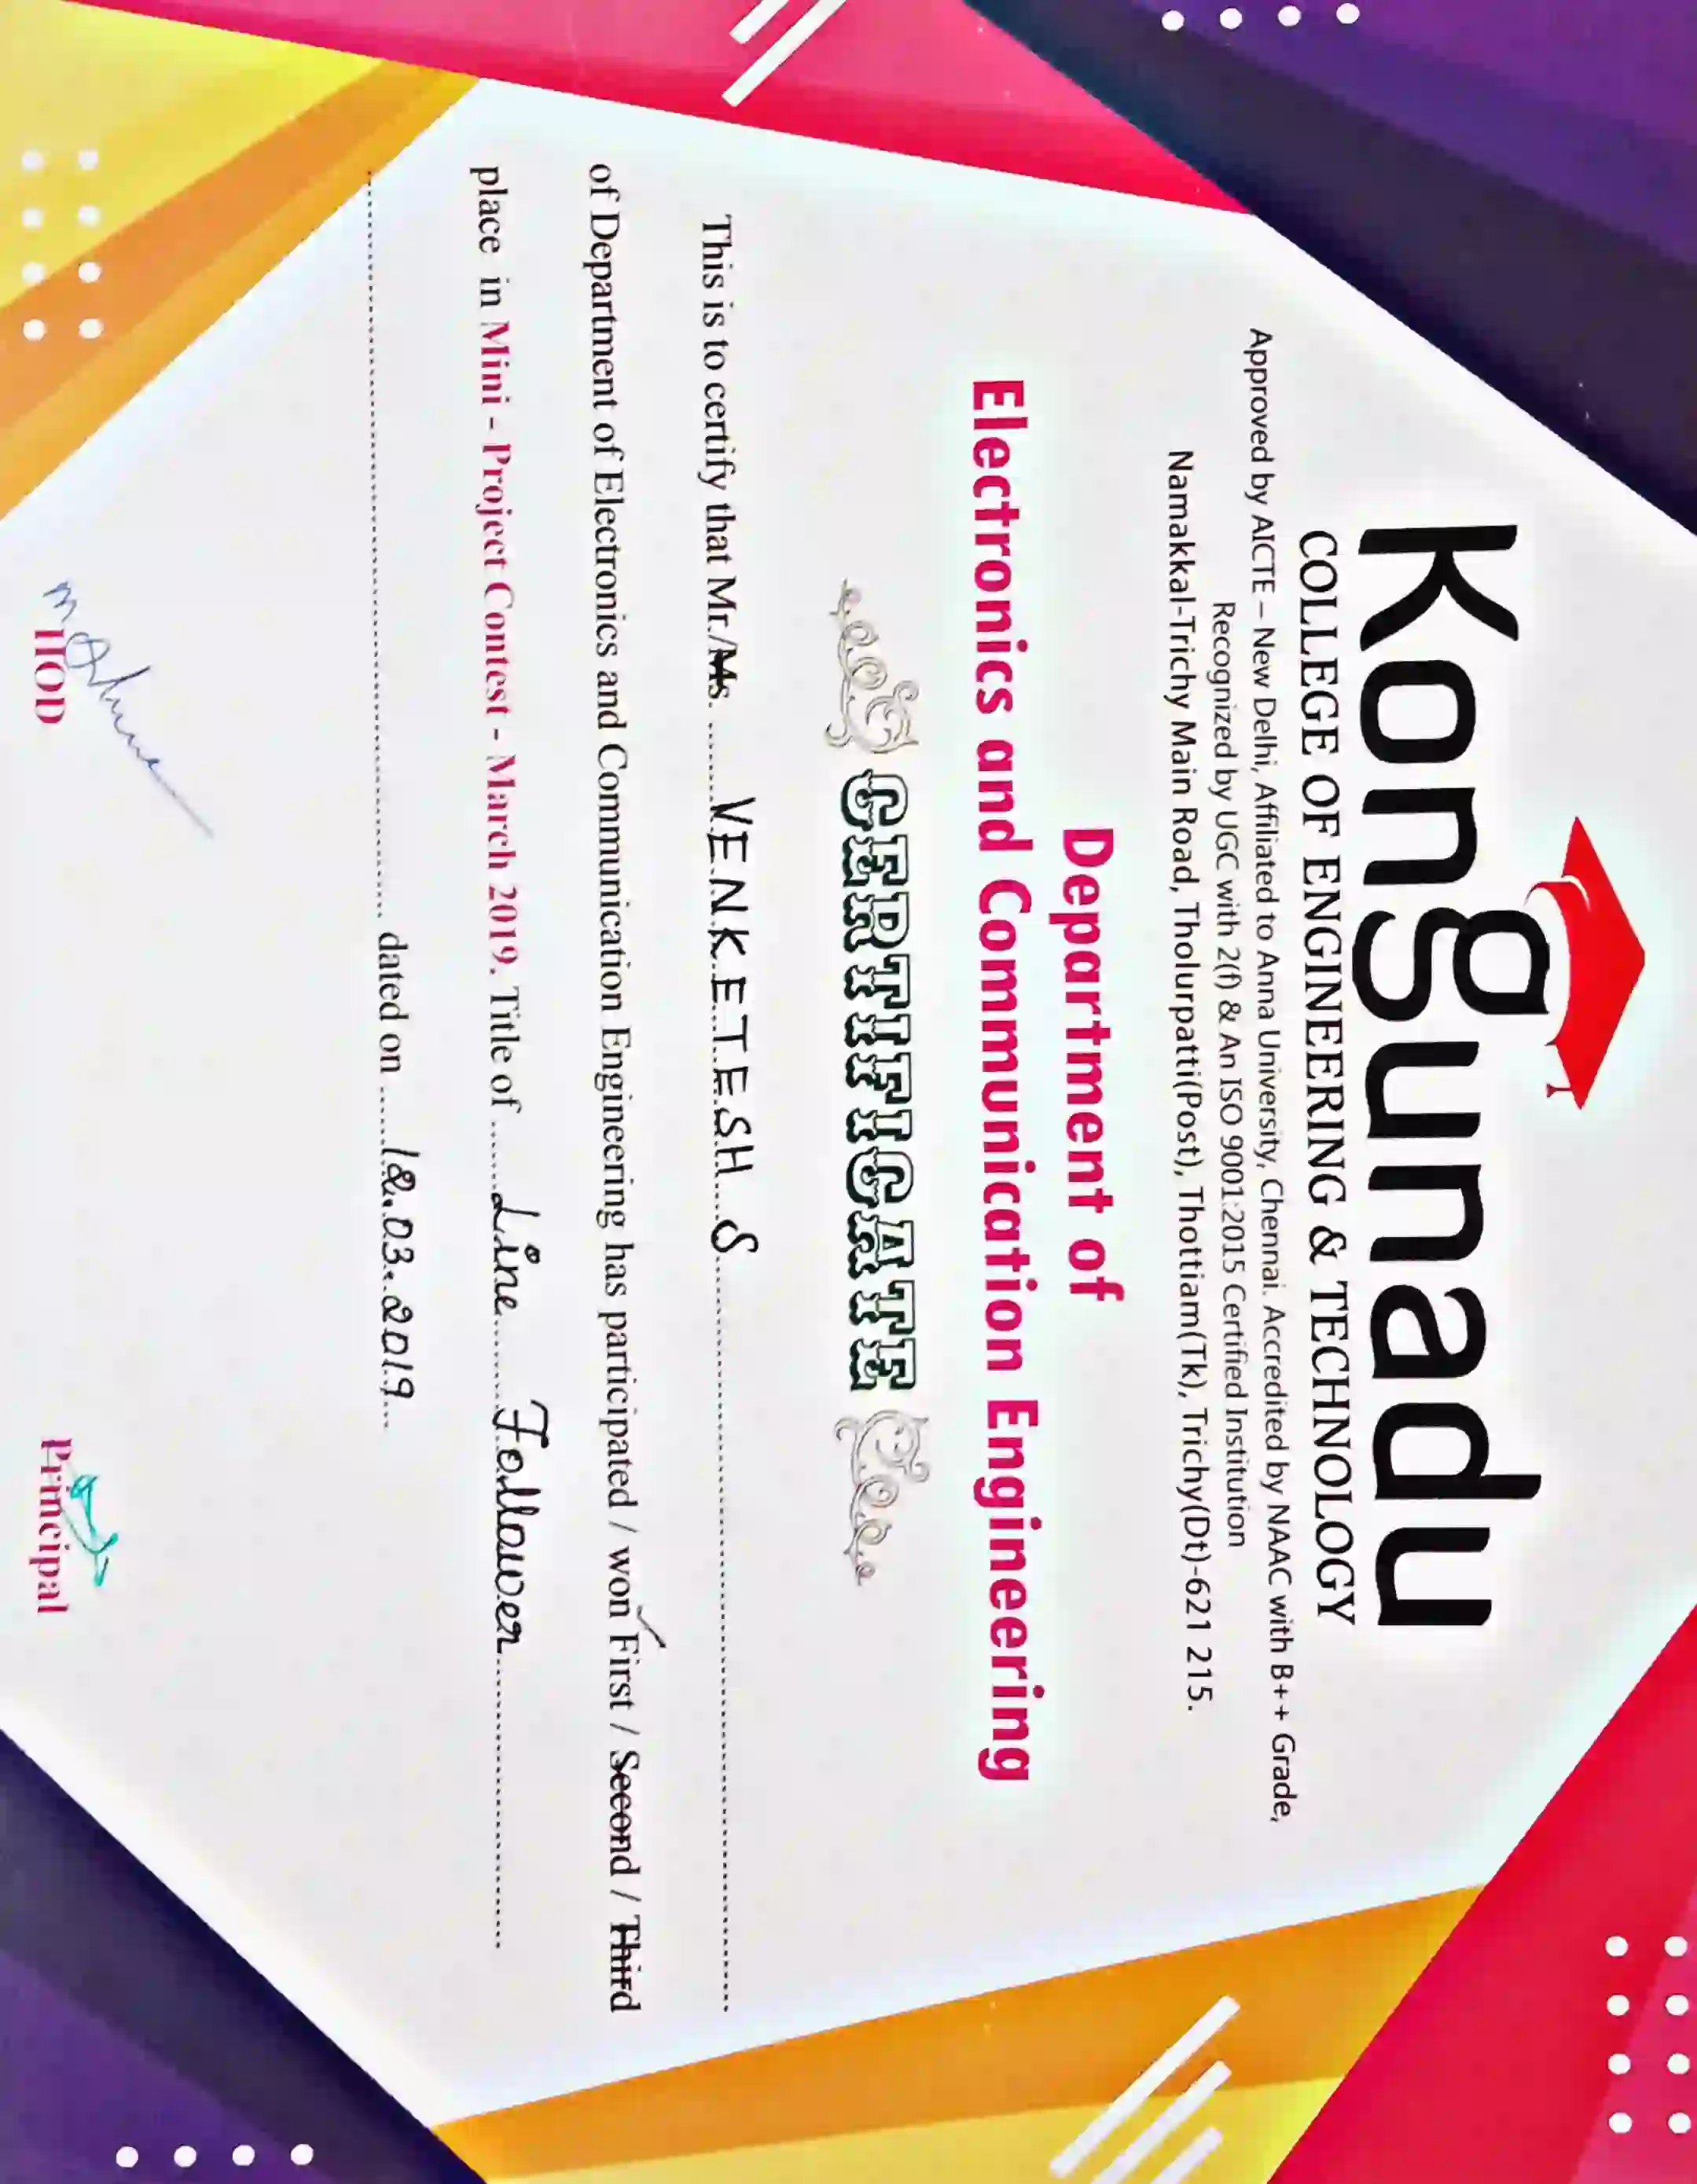 Kongunadu
COLLEGE OF ENGINEERING & TECHNOLOGY
Approved by AICTE – New Delhi, Affiliated to Anna University, Chennai. Accredited by NAAC with B++ Grade,
Recognized by UGC with 2(f) & An ISO 9001:2015 Certified Institution
Namakkal-Trichy Main Road, Tholurpatti(Post), Thottiam(Tk), Trichy(Dt)-621 215.
Department of
Electronics and Communication Engineering
CERTIFICATE
This is to certify that Mr./Ms. VENKETESH S
of Department of Electronics and Communication Engineering has participated / won First / Second / Third
place in Mini - Project Contest - March 2019. Title of Line Follower
dated on 18.03.2019
HOD Principal